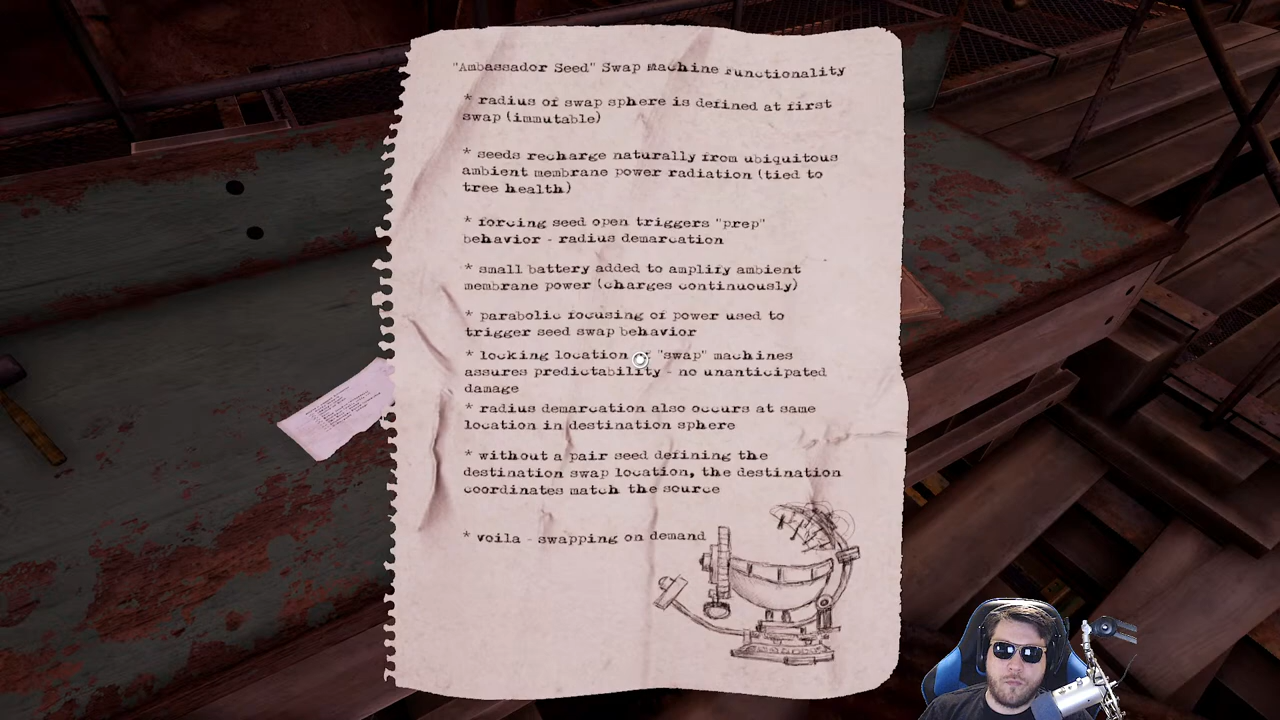 "Ambassador Seed" Swap machine Functionality
* radius of swap sphere is defined at first
swap (immutable)
* seeds recharge naturally from ubiquitous
ambient membrane power radiation (tied to
tree health)
* forcing seed open triggers "prep"
behavior - radius demarcation
* small battery added to amplify ambient
membrane power (charges continuously)
* parabolic focusing of power used to
trigger seed swap behavior
* locking location "swap" machines
assures predictability - no unanticipated
damage
* radius demarcation also occurs at same
location in destination sphere
* without a pair seed defining the
destination swap location, the destination
coordinates match the source
* voila - swapping on demand